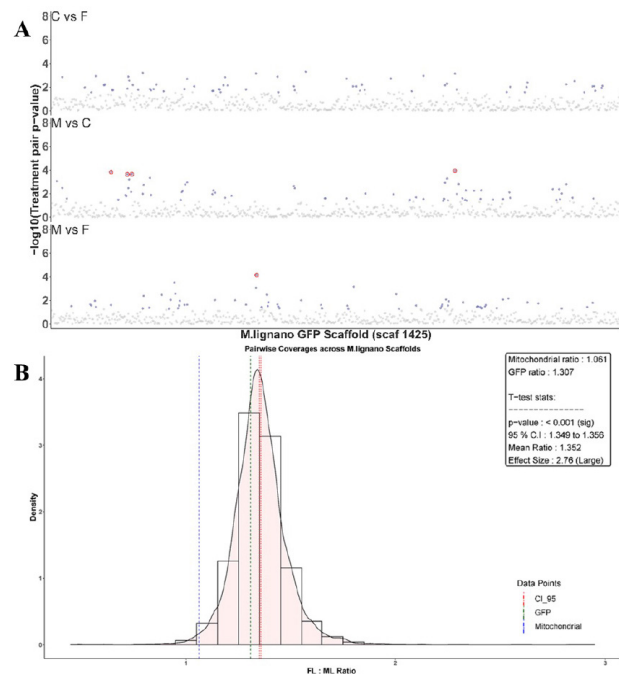 A
C vs F
8
6
4
2
0
M vs C
8
6
4
2
0
M vs F
8
6
4
2
0
−log10(Treatment pair p−value)
M.lignano GFP Scaffold (scaf 1425)
B
Pairwise Coverages across M.lignano Scaffolds
Mitochondrial ratio : 1.061
GFP ratio : 1.307
T−test stats:
−−−−−−−−−−−−−−−−
p−value : < 0.001 (sig)
95 % C.I : 1.349 to 1.356
Mean Ratio : 1.352
Effect Size : 2.76 (Large)
4
3
2
1
0
Density
Data Points
CI_95
GFP
Mitochondrial
1
2
3
FL : ML Ratio